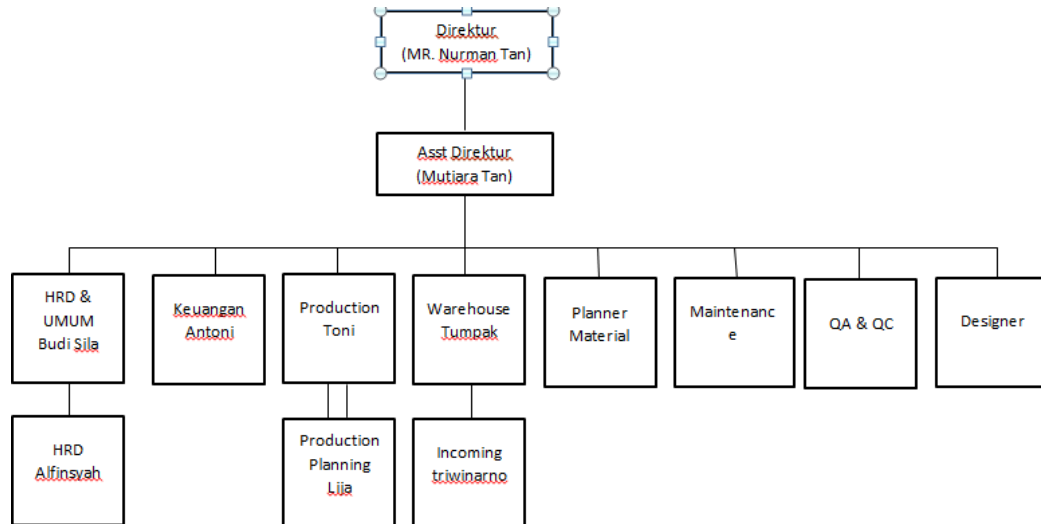 Direktur
(MR. Nurman Tan)
Asst Direktur
(Mutiara Tan)
HRD &
UMUM
Budi Sila
Keuangan
Antoni
Production
Toni
Warehouse
Tumpak
Planner
Material
Maintenanc
e
QA & QC
Designer
HRD
Alfinsyah
Production
Planning
Lija
Incoming
triwinarno